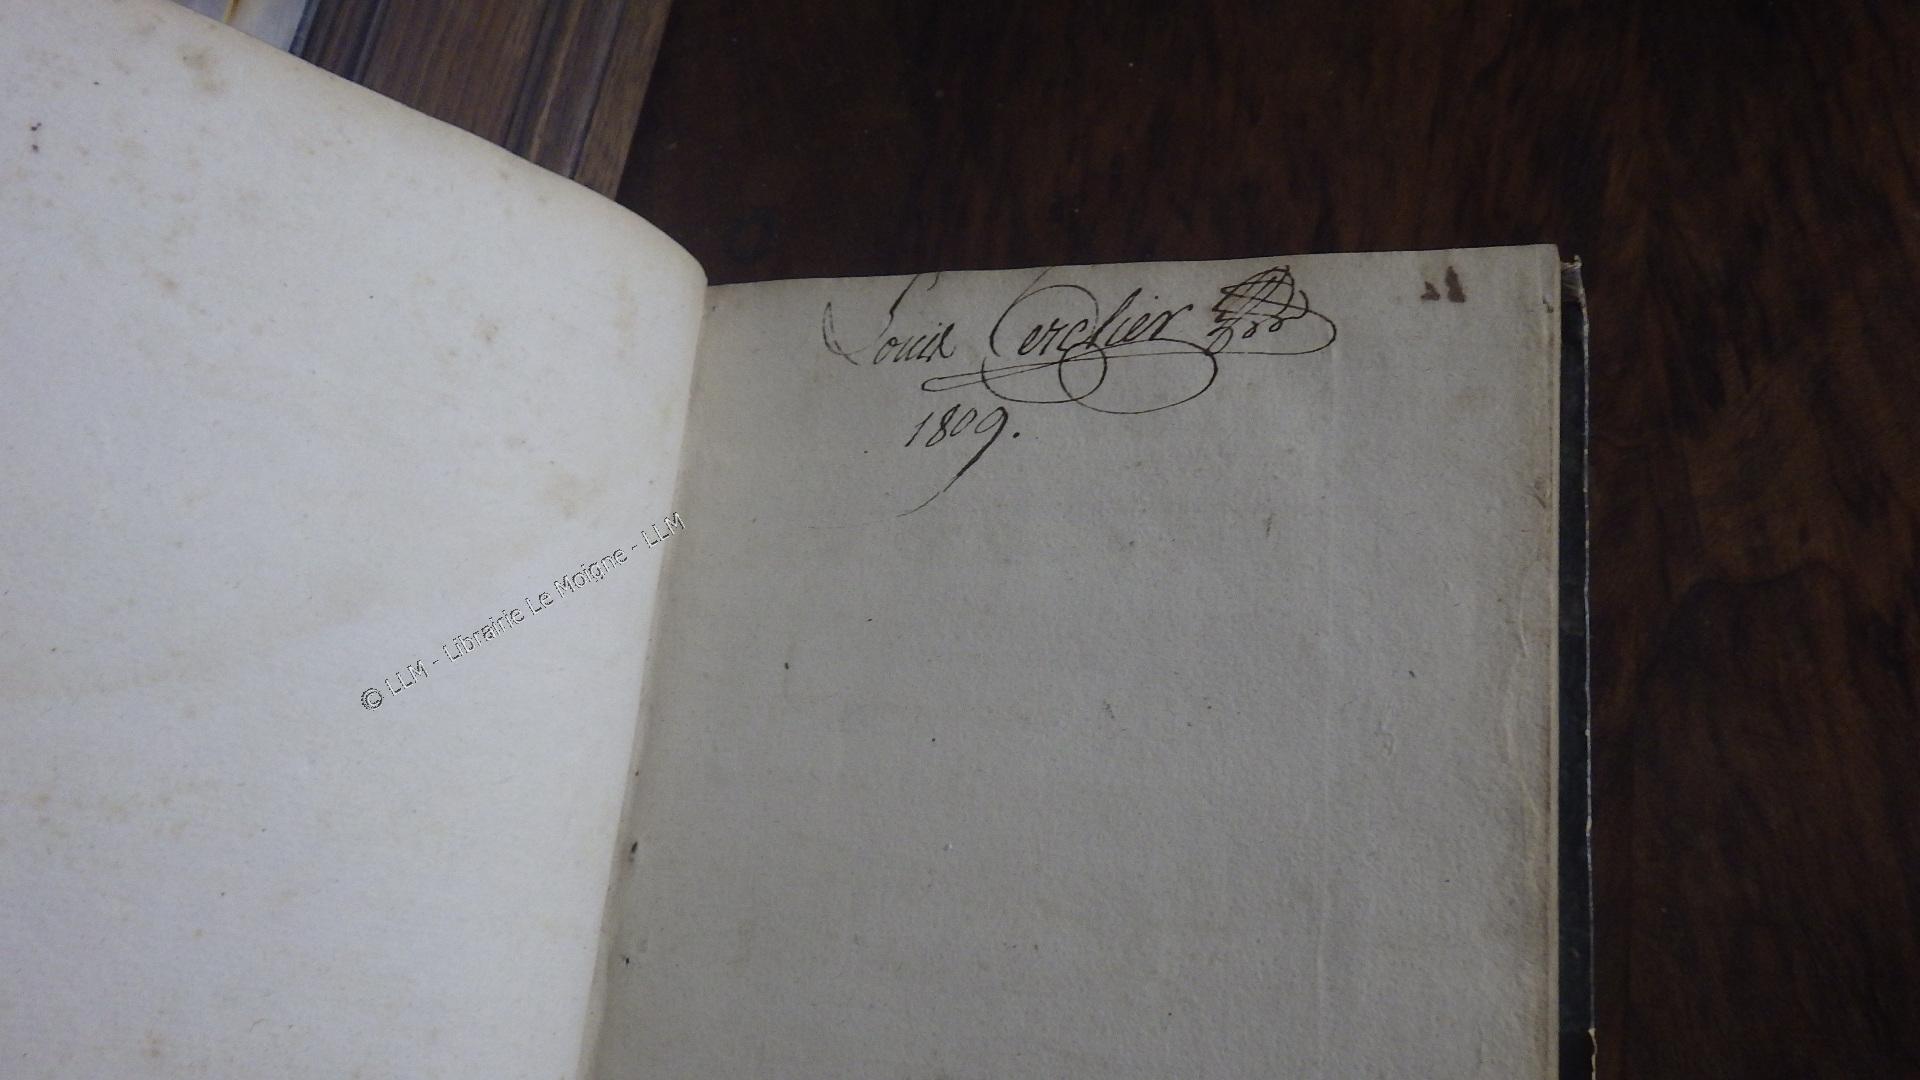 Louis Cerclier
1809.
© LLM - Librairie Le Moigne - LLM